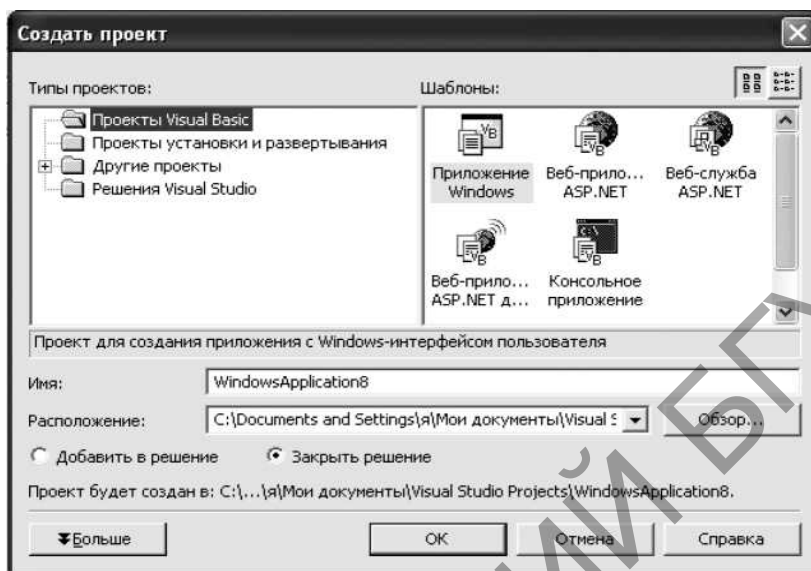 Создать проект
Типы проектов:
Шаблоны:
Проекты Visual Basic
Проекты установки и развертывания
Другие проекты
Решения Visual Studio
Приложение Windows
Веб-прило... ASP.NET
Веб-служба ASP.NET
Веб-прило... ASP.NET д...
Консольное приложение
Проект для создания приложения с Windows-интерфейсом пользователя
Имя:
WindowsApplication8
Расположение:
C:\Documents and Settings\я\Мои документы\Visual S
Обзор...
Добавить в решение
Закрыть решение
Проект будет создан в: C:\...\я\Мои документы\Visual Studio Projects\WindowsApplication8.
Больше
OK
Отмена
Справка
ИЙ БГУ